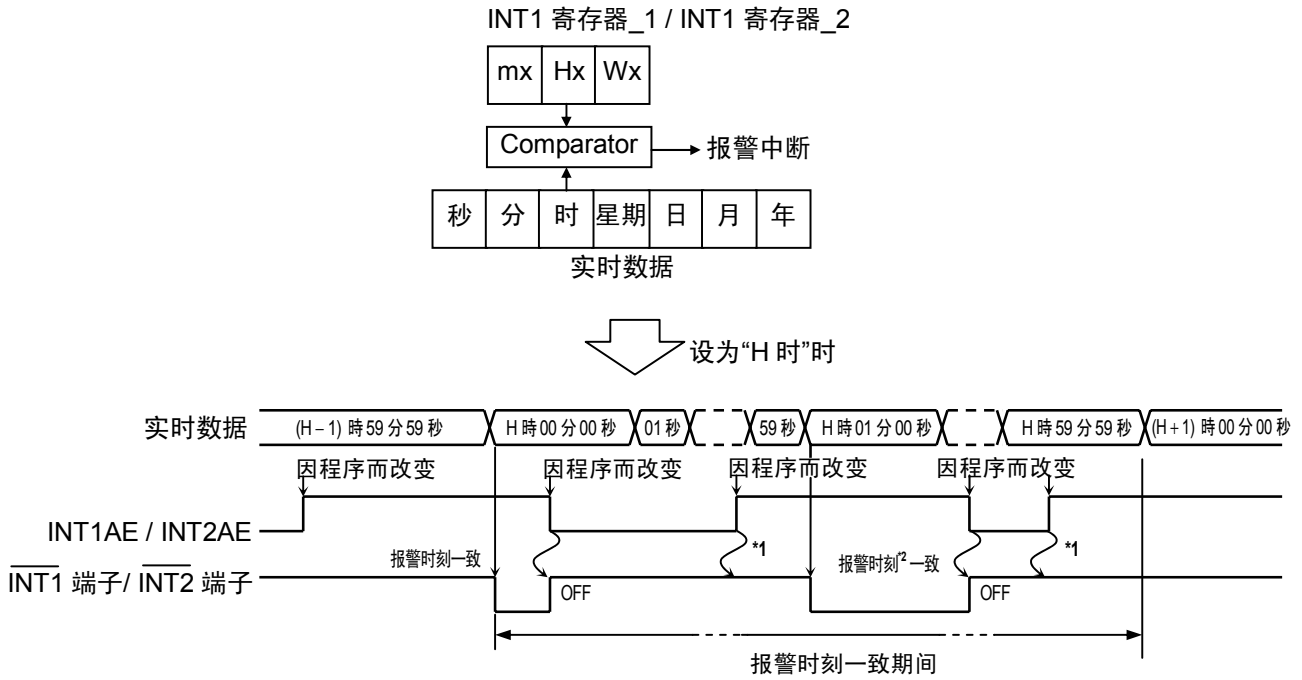 INT1 寄存器_1 / INT1 寄存器_2
mx Hx Wx
Comparator
报警中断
秒 分 时 星期 日 月 年
实时数据
设为“H 时”时
实时数据 (H – 1) 時 59 分 59 秒 H 時 00 分 00 秒 01 秒 59 秒 H 時 01 分 00 秒 H 時 59 分 59 秒 (H + 1) 時 00 分 00 秒
因程序而改变 因程序而改变 因程序而改变 因程序而改变
INT1AE / INT2AE
报警时刻一致 *1 报警时刻*2 一致 *1
INT1 端子/ INT2 端子
OFF OFF
报警时刻一致期间